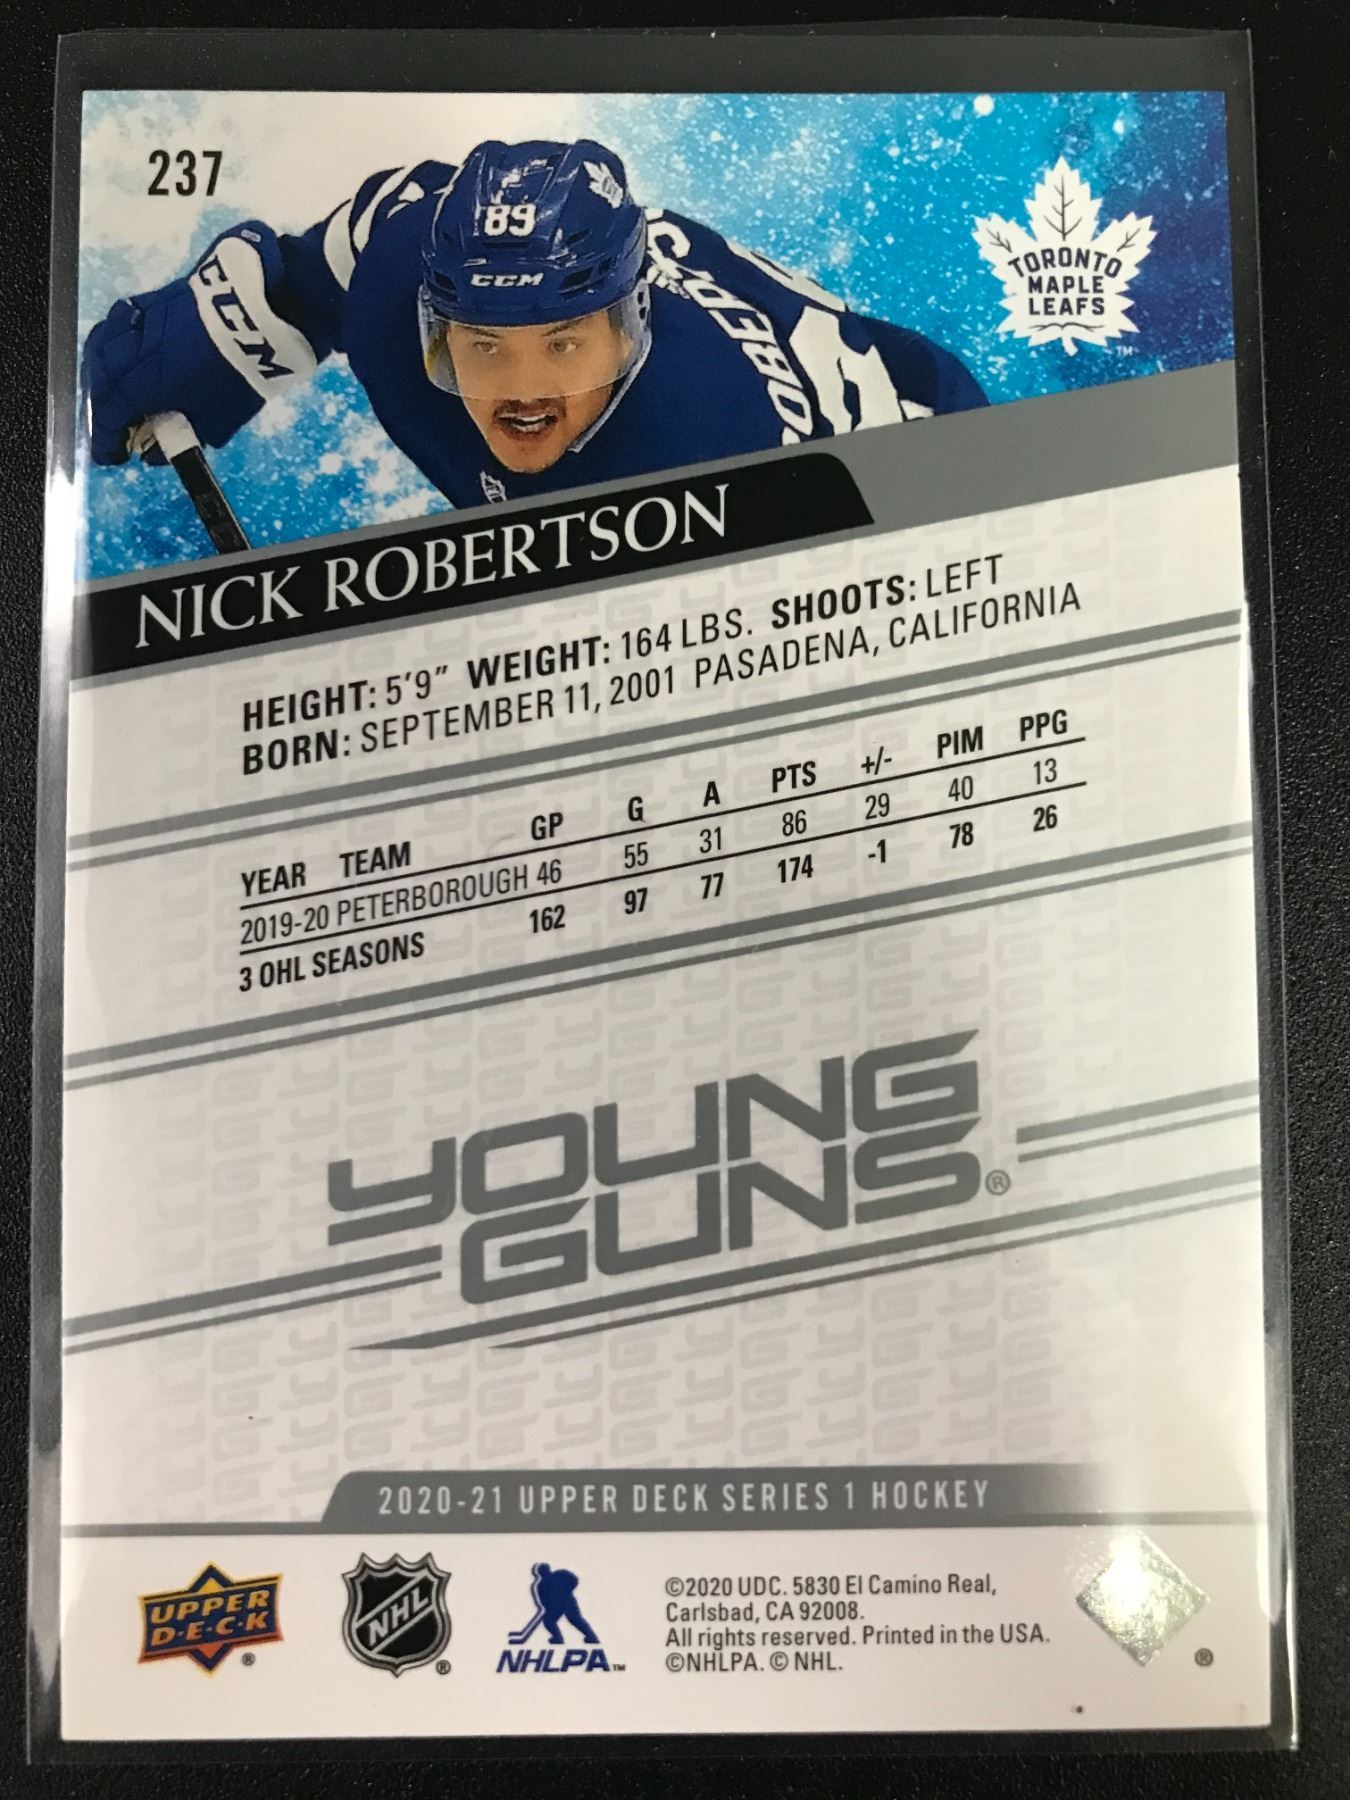 237
89
CCM
CCM
TORONTO
MAPLE
LEAFS
TM
NICK ROBERTSON
HEIGHT: 5'9" WEIGHT: 164 LBS. SHOOTS: LEFT
BORN: SEPTEMBER 11, 2001 PASADENA, CALIFORNIA
YEAR TEAM GP G A PTS +/- PIM PPG
2019-20 PETERBOROUGH 46 55 31 86 29 40 13
3 OHL SEASONS 162 97 77 174 -1 78 26
YOUNG
GUNS®
2020-21 UPPER DECK SERIES 1 HOCKEY
UPPER
D·E·C·K
®
NHL
®
NHLPA™
©2020 UDC. 5830 El Camino Real,
Carlsbad, CA 92008.
All rights reserved. Printed in the USA.
©NHLPA. © NHL.
®